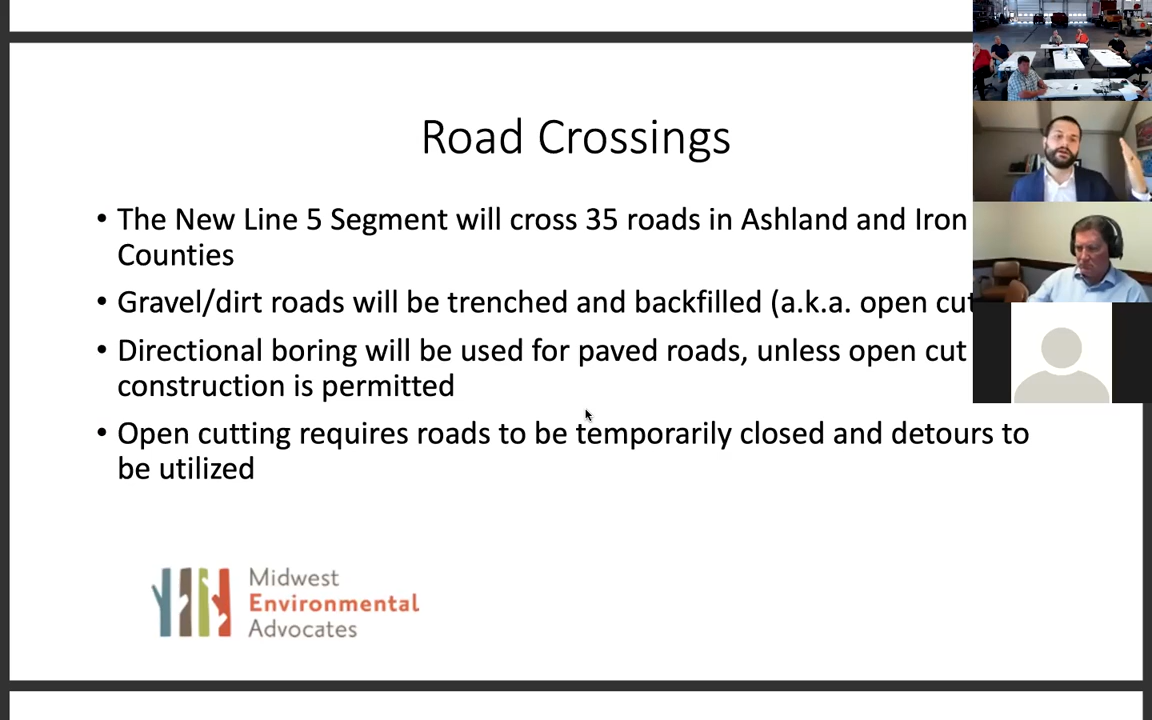 Road Crossings
• The New Line 5 Segment will cross 35 roads in Ashland and Iron
Counties
• Gravel/dirt roads will be trenched and backfilled (a.k.a. open cut
• Directional boring will be used for paved roads, unless open cut
construction is permitted
• Open cutting requires roads to be temporarily closed and detours to
be utilized
Midwest
Environmental
Advocates